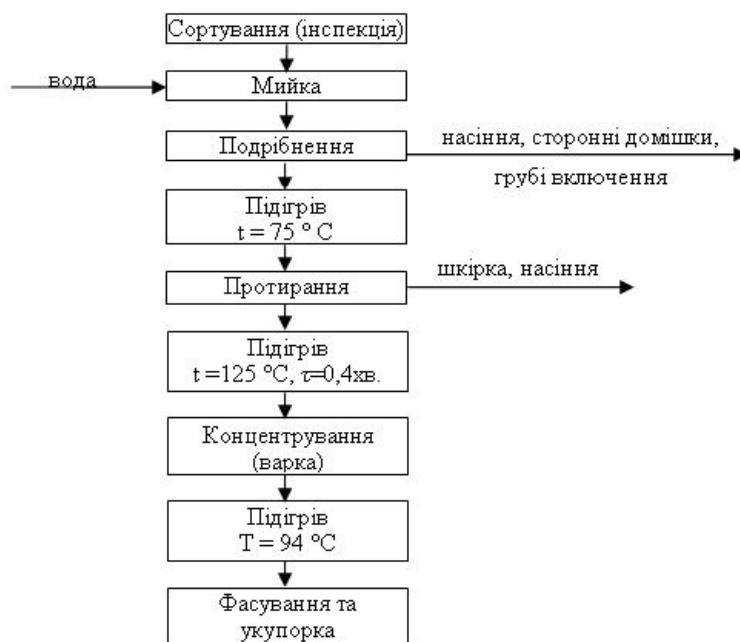 Сортування (інспекція)
вода
Мийка
Подрібнення
насіння, сторонні домішки,
грубі включення
Підігрів
t = 75 ° C
Протирання
шкірка, насіння
Підігрів
t =125 °C, τ=0,4хв.
Концентрування
(варка)
Підігрів
T = 94 °C
Фасування та
укупорка